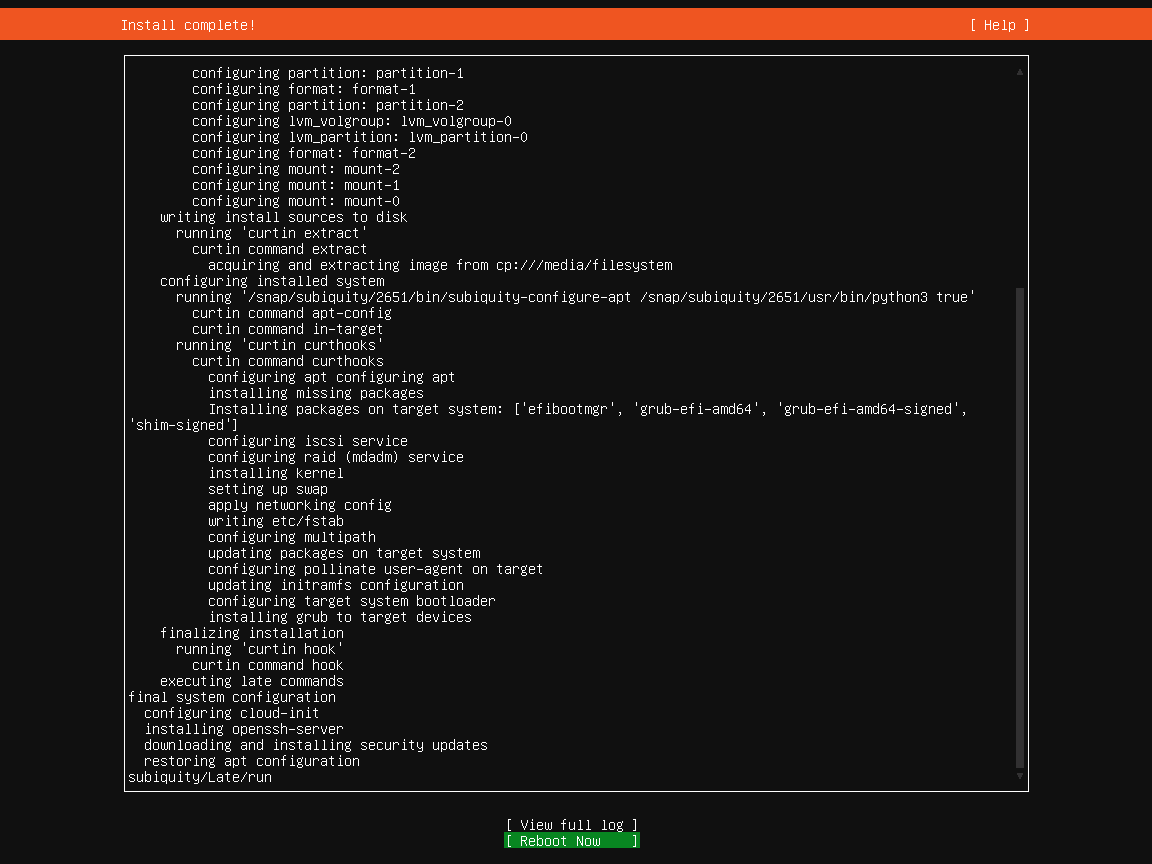 Install complete!
[ Help ]
configuring partition: partition-1
configuring format: format-1
configuring partition: partition-2
configuring lvm_volgroup: lvm_volgroup-0
configuring lvm_partition: lvm_partition-0
configuring format: format-2
configuring mount: mount-2
configuring mount: mount-1
configuring mount: mount-0
writing install sources to disk
running 'curtin extract'
curtin command extract
acquiring and extracting image from cp:///media/filesystem
configuring installed system
running '/snap/subiquity/2651/bin/subiquity-configure-apt /snap/subiquity/2651/usr/bin/python3 true'
curtin command apt-config
curtin command in-target
running 'curtin curthooks'
curtin command curthooks
configuring apt configuring apt
installing missing packages
Installing packages on target system: ['efibootmgr', 'grub-efi-amd64', 'grub-efi-amd64-signed',
'shim-signed']
configuring iscsi service
configuring raid (mdadm) service
installing kernel
setting up swap
apply networking config
writing etc/fstab
configuring multipath
updating packages on target system
configuring pollinate user-agent on target
updating initramfs configuration
configuring target system bootloader
installing grub to target devices
finalizing installation
running 'curtin hook'
curtin command hook
executing late commands
final system configuration
configuring cloud-init
installing openssh-server
downloading and installing security updates
restoring apt configuration
subiquity/Late/run
[ View full log ]
[ Reboot Now ]